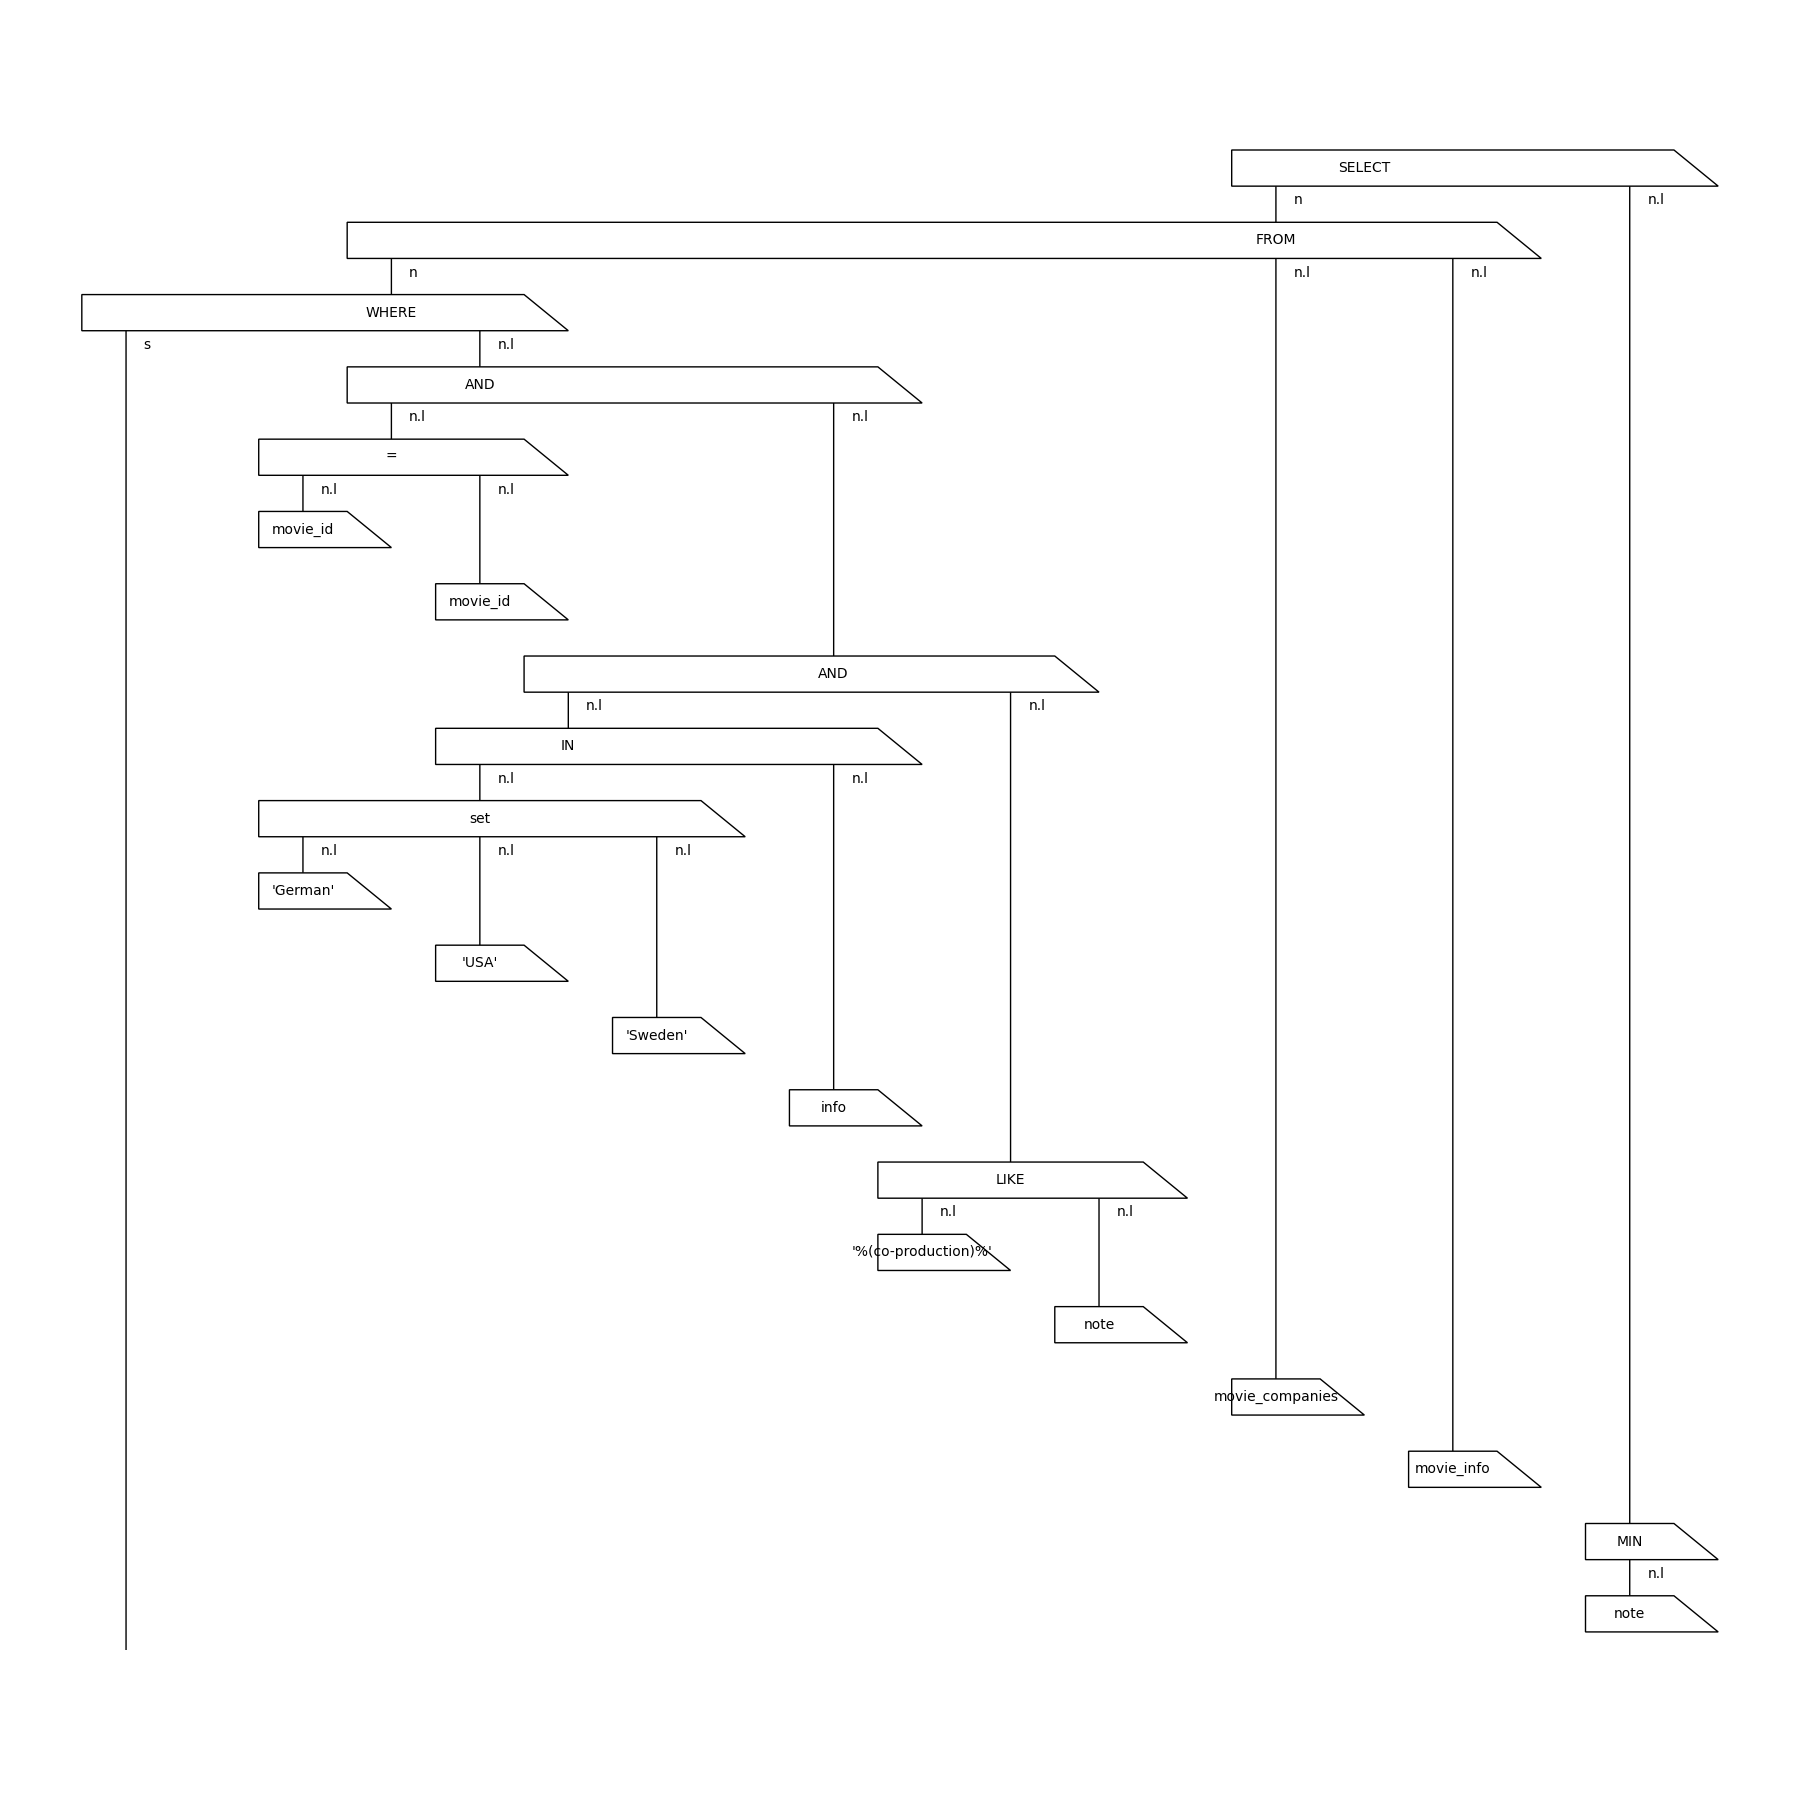 SELECT
n n.l
FROM
n n.l n.l
WHERE
s n.l
AND
n.l n.l
=
n.l n.l
movie_id
movie_id
AND
n.l n.l
IN
n.l n.l
set
n.l n.l n.l
'German'
'USA'
'Sweden'
info
LIKE
n.l n.l
'%(co-production)%'
note
movie_companies
movie_info
MIN
n.l
note